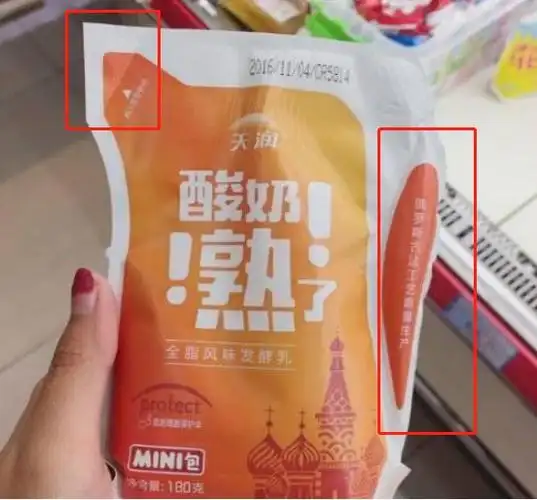 2016/11/04/CR5814
天润
酸奶!
!熟了
全脂风味发酵乳
protect
MINI包
净含量:180克